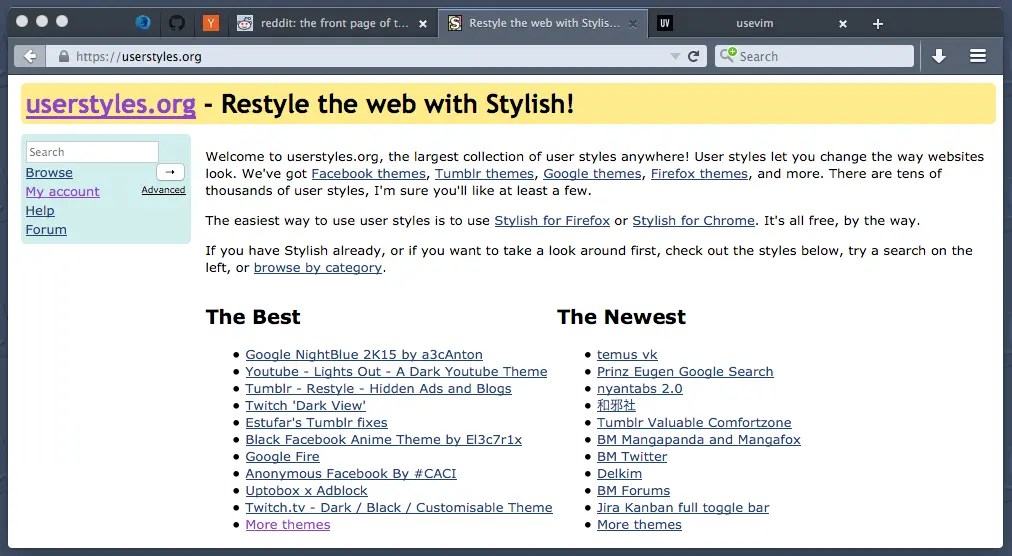 Y
reddit: the front page of t...
S
Restyle the web with Stylis...
UV
usevim
https://userstyles.org
Search
userstyles.org - Restyle the web with Stylish!
Search
Browse
→
My account
Advanced
Help
Forum
Welcome to userstyles.org, the largest collection of user styles anywhere! User styles let you change the way websites
look. We've got Facebook themes, Tumblr themes, Google themes, Firefox themes, and more. There are tens of
thousands of user styles, I'm sure you'll like at least a few.
The easiest way to use user styles is to use Stylish for Firefox or Stylish for Chrome. It's all free, by the way.
If you have Stylish already, or if you want to take a look around first, check out the styles below, try a search on the
left, or browse by category.
The Best
Google NightBlue 2K15 by a3cAnton
Youtube - Lights Out - A Dark Youtube Theme
Tumblr - Restyle - Hidden Ads and Blogs
Twitch 'Dark View'
Estufar's Tumblr fixes
Black Facebook Anime Theme by El3c7r1x
Google Fire
Anonymous Facebook By #CACI
Uptobox x Adblock
Twitch.tv - Dark / Black / Customisable Theme
More themes
The Newest
temus vk
Prinz Eugen Google Search
nyantabs 2.0
和邪社
Tumblr Valuable Comfortzone
BM Mangapanda and Mangafox
BM Twitter
Delkim
BM Forums
Jira Kanban full toggle bar
More themes